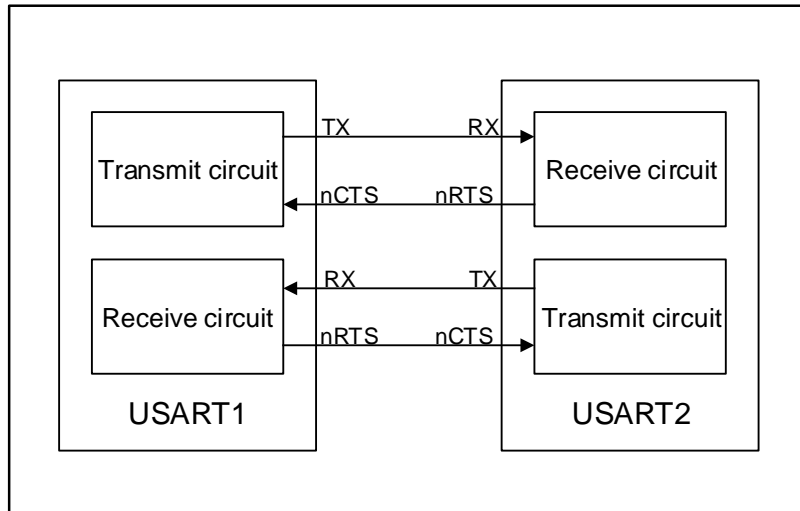 TX RX
Transmit circuit Receive circuit
nCTS nRTS
RX TX
Receive circuit Transmit circuit
nRTS nCTS
USART1 USART2